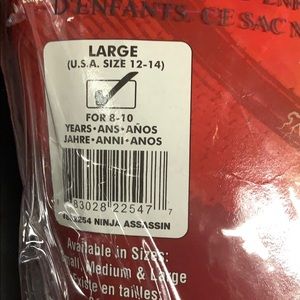 D'ENFANTS. CE SAC N
LARGE
(U.S.A. SIZE 12-14)
FOR 8-10
YEARS•ANS•AÑOS
JAHRE•ANNI•ANOS
83028 22547 7
NINJA ASSASSIN
Available in Sizes:
Medium & Large
en tailles